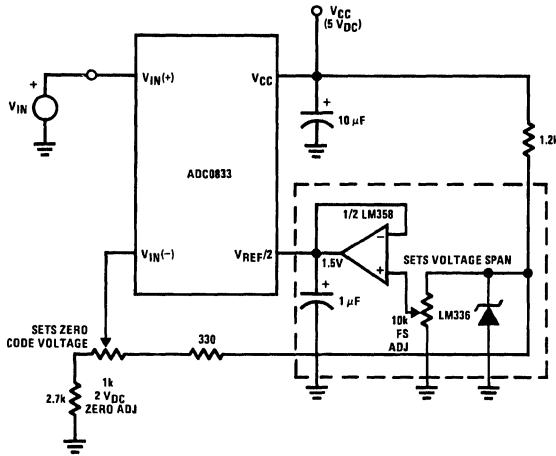 VCC
(5 VDC)
VIN(+)
VCC
VIN
+
+
10 µF
1.2k
ADC0833
1/2 LM358
VIN(−)
VREF/2
1.5V
−
+
SETS VOLTAGE SPAN
+
1 µF
10k
FS
ADJ
LM336
SETS ZERO
CODE VOLTAGE
330
1k
2 VDC
ZERO ADJ
2.7k